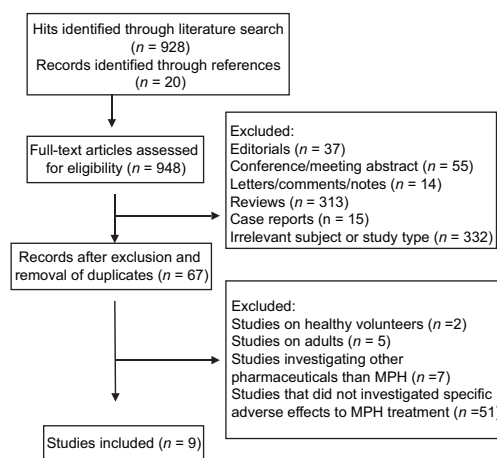 Hits identified through literature search
(n = 928)
Records identified through references
(n = 20)
Full-text articles assessed
for eligibility (n = 948)
Excluded:
Editorials (n = 37)
Conference/meeting abstract (n = 55)
Letters/comments/notes (n = 14)
Reviews (n = 313)
Case reports (n = 15)
Irrelevant subject or study type (n = 332)
Records after exclusion and
removal of duplicates (n = 67)
Excluded:
Studies on healthy volunteers (n =2)
Studies on adults (n = 5)
Studies investigating other
pharmaceuticals than MPH (n =7)
Studies that did not investigated specific
adverse effects to MPH treatment (n =51)
Studies included (n = 9)